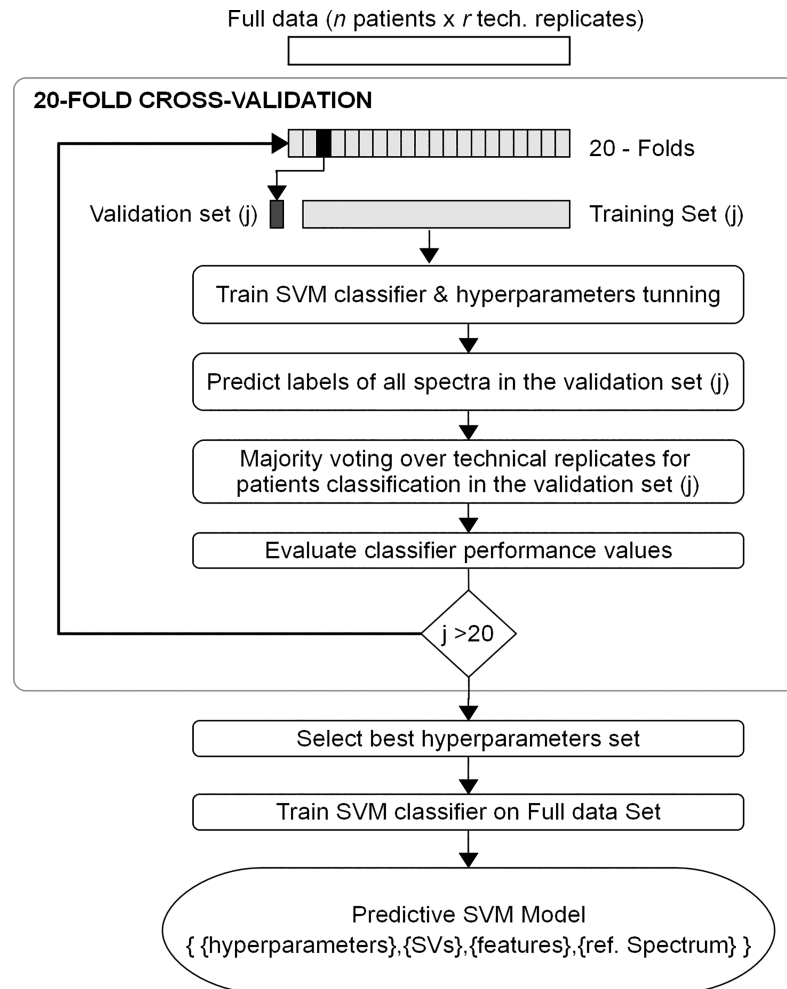 Full data (n patients x r tech. replicates)
20-FOLD CROSS-VALIDATION
20 - Folds
Validation set (j)
Training Set (j)
Train SVM classifier & hyperparameters tunning
Predict labels of all spectra in the validation set (j)
Majority voting over technical replicates for
patients classification in the validation set (j)
Evaluate classifier performance values
j >20
Select best hyperparameters set
Train SVM classifier on Full data Set
Predictive SVM Model
{ {hyperparameters},{SVs},{features},{ref. Spectrum} }